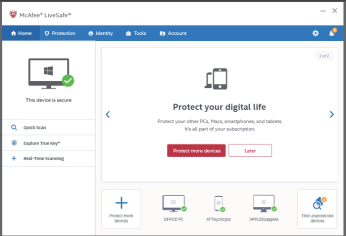 McAfee® LiveSafe™
Home
Protection
Identity
Tools
Account
2 of 2
This device is secure
Protect your digital life
Protect your other PCs, Macs, smartphones, and tablets.
It's all part of your subscription.
Protect more devices
Later
Quick Scan
Explore True Key™
Real-Time Scanning
Protect more
devices
OFFICE PC
Find unprotected
devices